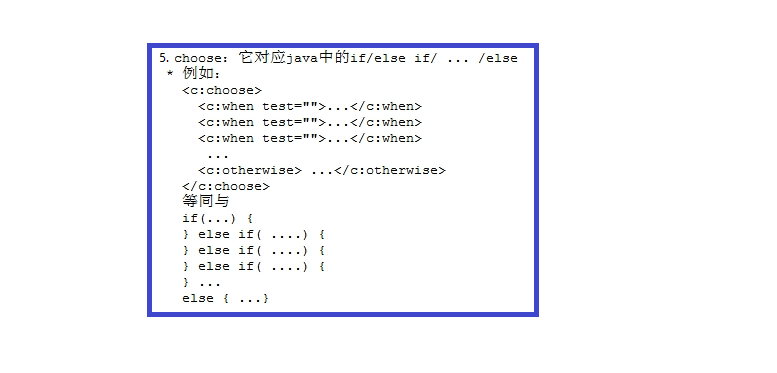 5. choose：它对应java中的if/else if/ ... /else
* 例如：
<c:choose>
<c:when test="">...</c:when>
<c:when test="">...</c:when>
<c:when test="">...</c:when>
...
<c:otherwise> ...</c:otherwise>
</c:choose>
等同与
if(...) {
} else if( ....) {
} else if( ....) {
} else if( ....) {
} ...
else { ...}